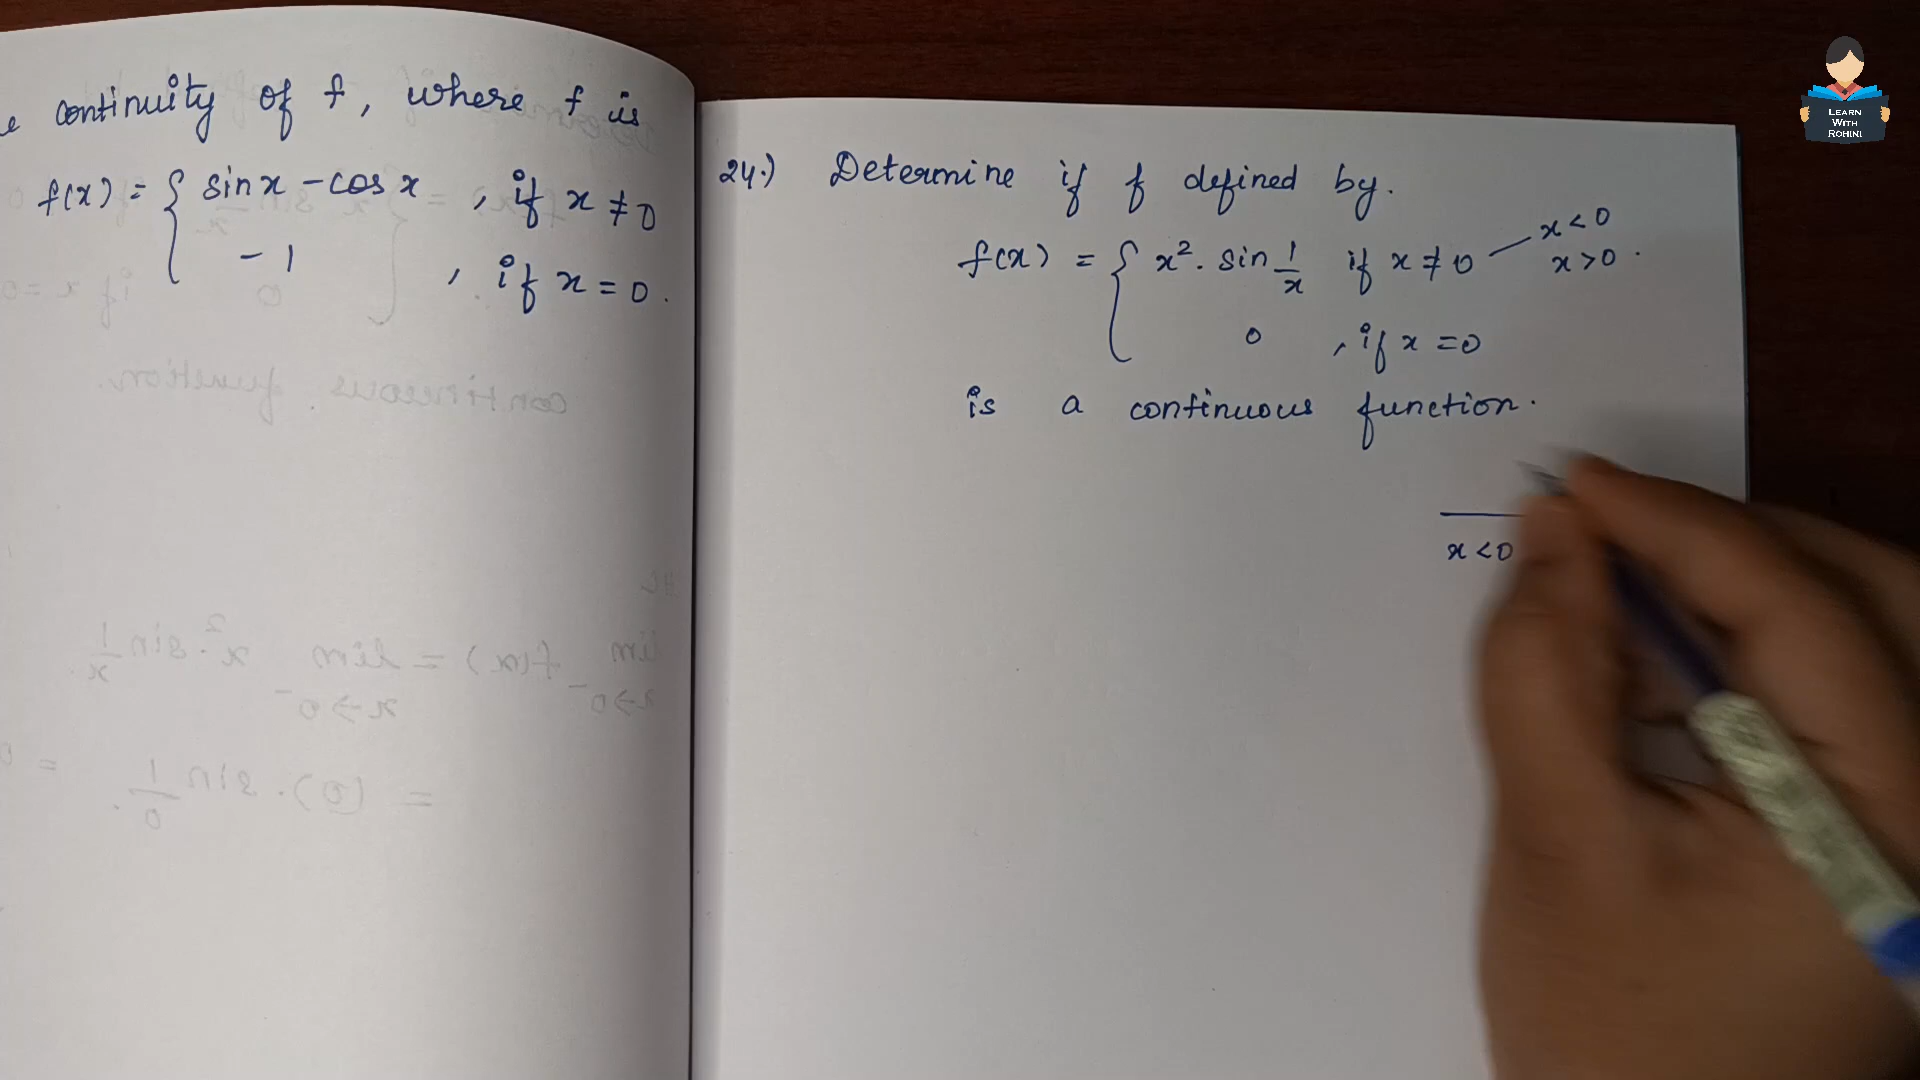 continuity of f, where f is
f(x) = { sin x - cos x , if x ≠ 0
- 1 , if x = 0 .
24.) Determine if f defined by.
f(x) = { x² . sin 1/x if x ≠ 0 — x < 0
x > 0 .
0 , if x = 0
is a continuous function.
x < 0
LEARN
WITH
ROHINI